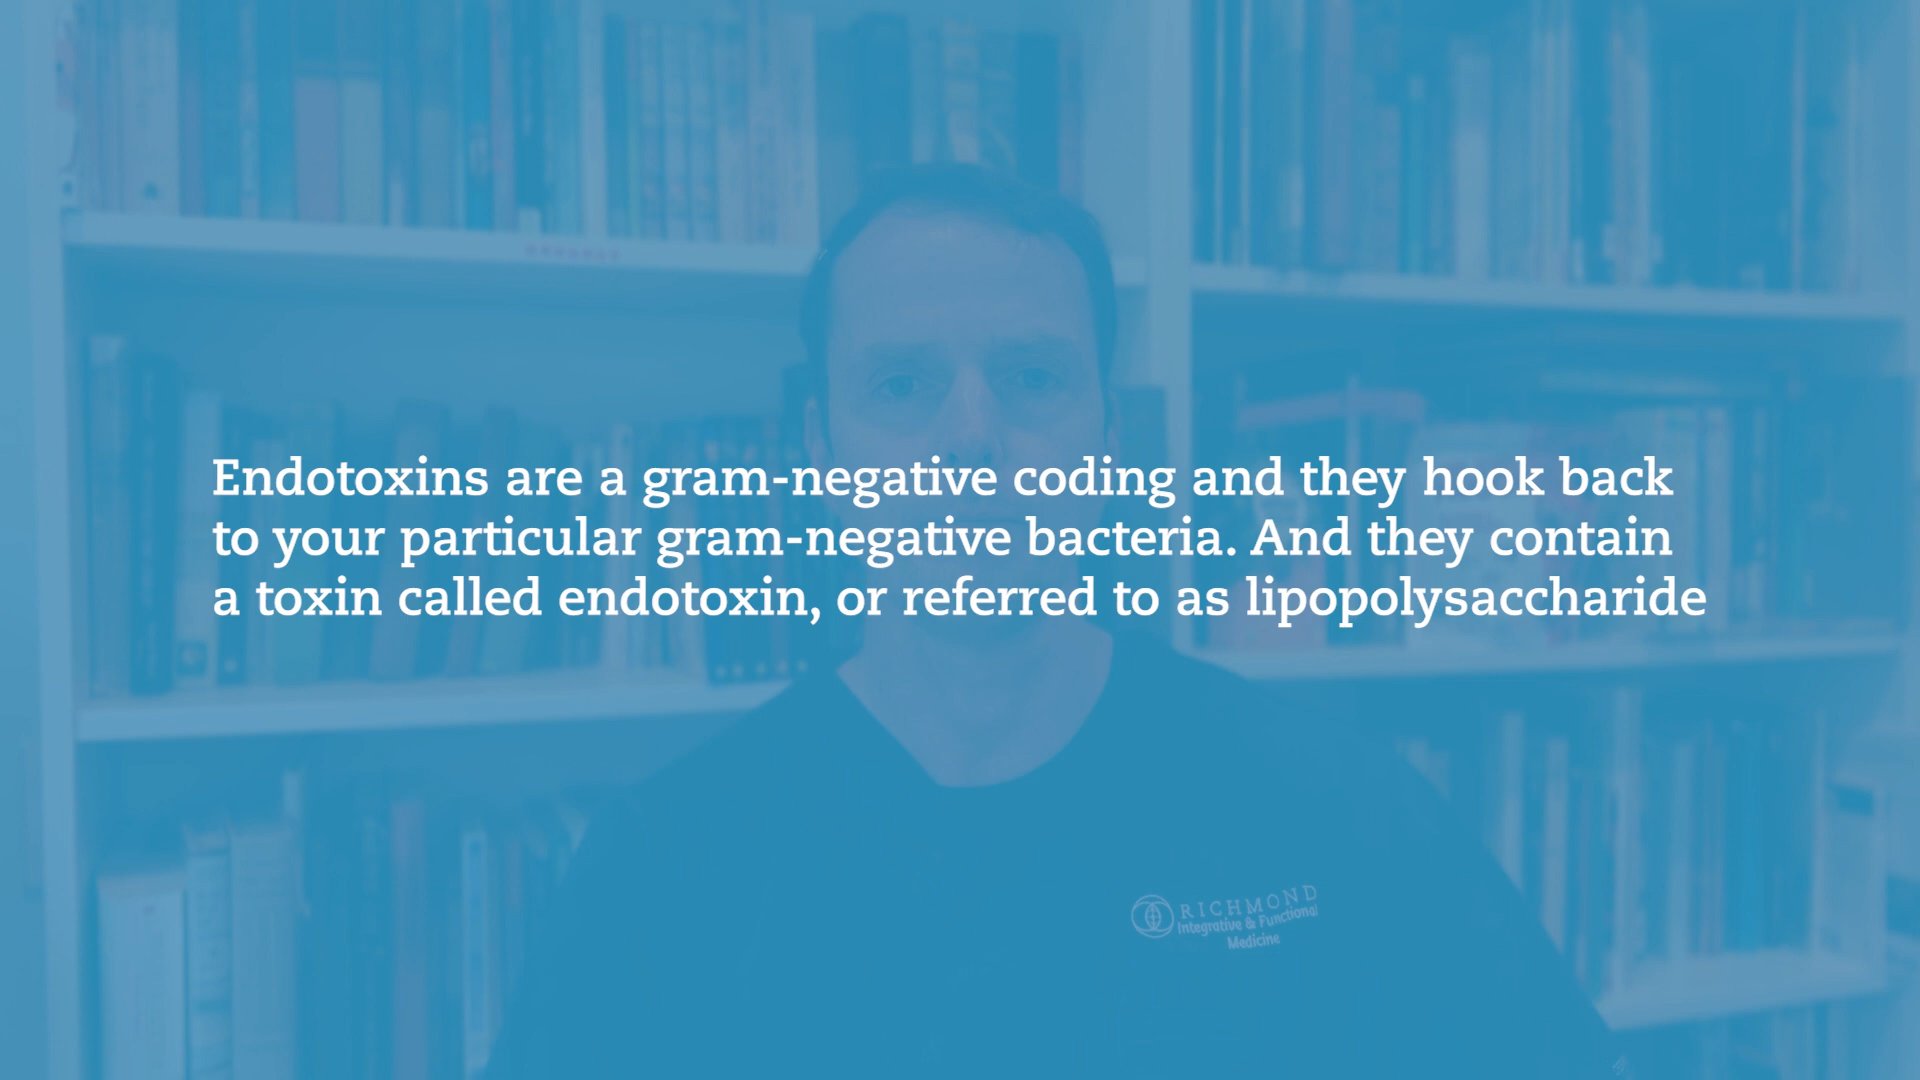 Endotoxins are a gram-negative coding and they hook back
to your particular gram-negative bacteria. And they contain
a toxin called endotoxin, or referred to as lipopolysaccharide
RICHMOND
Integrative & Functional
Medicine